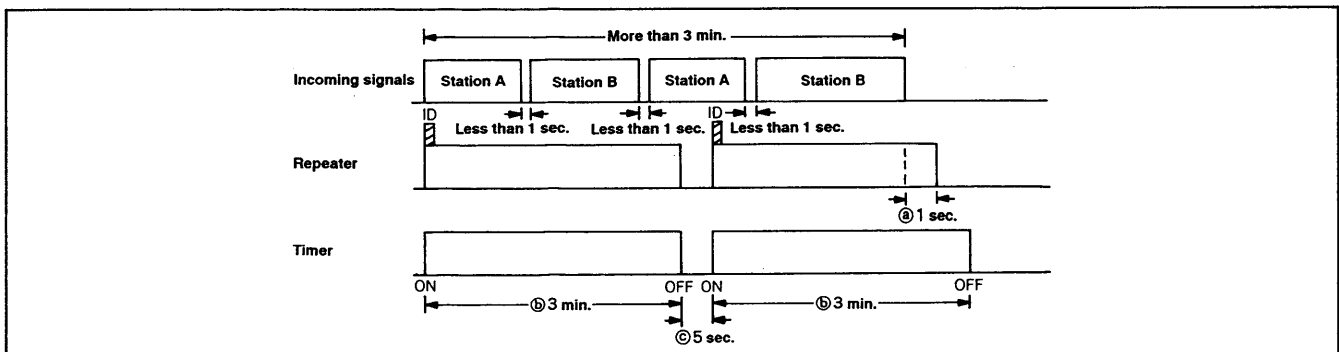 More than 3 min.
Incoming signals
Station A
Station B
Station A
Station B
ID
Less than 1 sec.
Less than 1 sec.
ID
Less than 1 sec.
Repeater
ⓐ 1 sec.
Timer
ON
OFF
ON
OFF
ⓑ 3 min.
ⓑ 3 min.
ⓒ 5 sec.